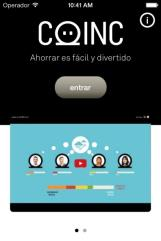 Operador 10:41 AM
COINC
Ahorrar es fácil y divertido
entrar